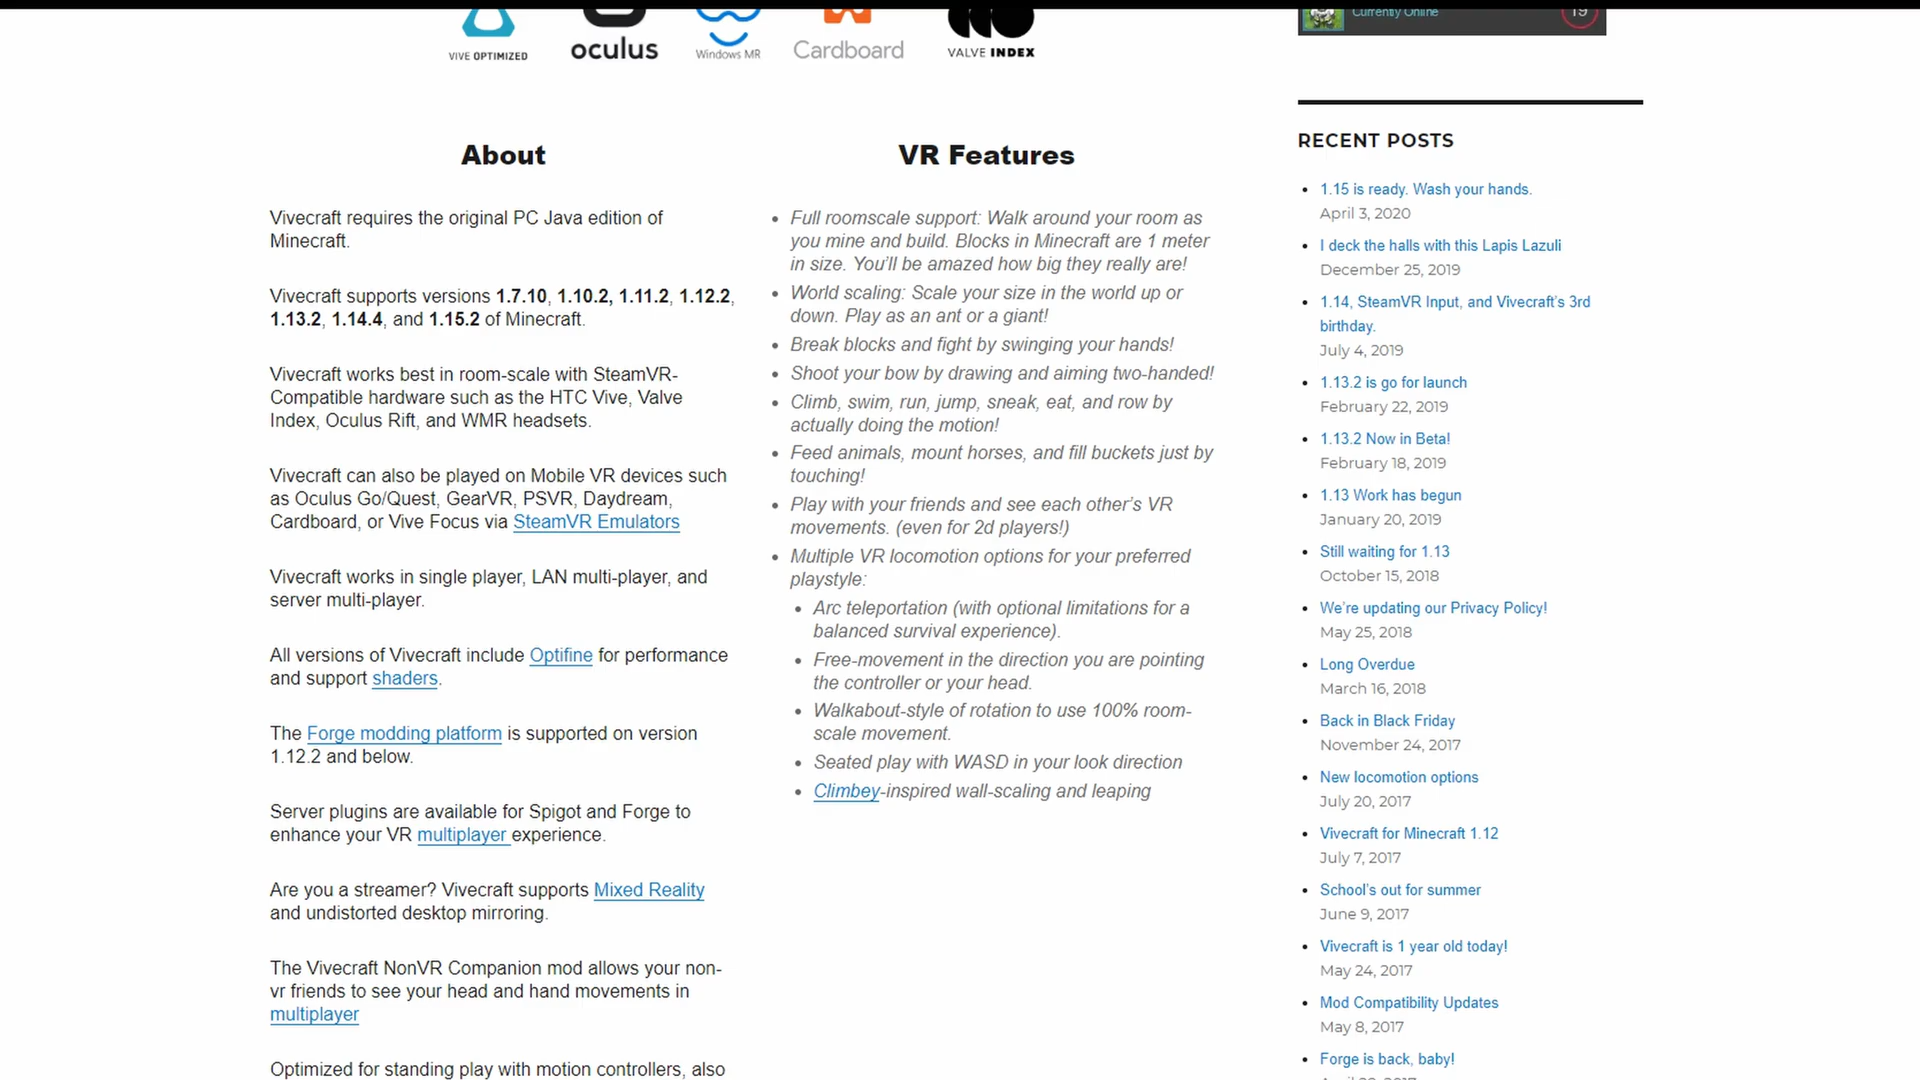 VIVE OPTIMIZED
oculus
Windows MR
Cardboard
VALVE INDEX
Currently Online
19
About
Vivecraft requires the original PC Java edition of
Minecraft.
Vivecraft supports versions 1.7.10, 1.10.2, 1.11.2, 1.12.2,
1.13.2, 1.14.4, and 1.15.2 of Minecraft.
Vivecraft works best in room-scale with SteamVR-
Compatible hardware such as the HTC Vive, Valve
Index, Oculus Rift, and WMR headsets.
Vivecraft can also be played on Mobile VR devices such
as Oculus Go/Quest, GearVR, PSVR, Daydream,
Cardboard, or Vive Focus via SteamVR Emulators
Vivecraft works in single player, LAN multi-player, and
server multi-player.
All versions of Vivecraft include Optifine for performance
and support shaders.
The Forge modding platform is supported on version
1.12.2 and below.
Server plugins are available for Spigot and Forge to
enhance your VR multiplayer experience.
Are you a streamer? Vivecraft supports Mixed Reality
and undistorted desktop mirroring.
The Vivecraft NonVR Companion mod allows your non-
vr friends to see your head and hand movements in
multiplayer
Optimized for standing play with motion controllers, also
VR Features
Full roomscale support: Walk around your room as
you mine and build. Blocks in Minecraft are 1 meter
in size. You'll be amazed how big they really are!
World scaling: Scale your size in the world up or
down. Play as an ant or a giant!
Break blocks and fight by swinging your hands!
Shoot your bow by drawing and aiming two-handed!
Climb, swim, run, jump, sneak, eat, and row by
actually doing the motion!
Feed animals, mount horses, and fill buckets just by
touching!
Play with your friends and see each other's VR
movements. (even for 2d players!)
Multiple VR locomotion options for your preferred
playstyle:
Arc teleportation (with optional limitations for a
balanced survival experience).
Free-movement in the direction you are pointing
the controller or your head.
Walkabout-style of rotation to use 100% room-
scale movement.
Seated play with WASD in your look direction
Climbey-inspired wall-scaling and leaping
RECENT POSTS
1.15 is ready. Wash your hands.
April 3, 2020
I deck the halls with this Lapis Lazuli
December 25, 2019
1.14, SteamVR Input, and Vivecraft's 3rd
birthday.
July 4, 2019
1.13.2 is go for launch
February 22, 2019
1.13.2 Now in Beta!
February 18, 2019
1.13 Work has begun
January 20, 2019
Still waiting for 1.13
October 15, 2018
We're updating our Privacy Policy!
May 25, 2018
Long Overdue
March 16, 2018
Back in Black Friday
November 24, 2017
New locomotion options
July 20, 2017
Vivecraft for Minecraft 1.12
July 7, 2017
School's out for summer
June 9, 2017
Vivecraft is 1 year old today!
May 24, 2017
Mod Compatibility Updates
May 8, 2017
Forge is back, baby!